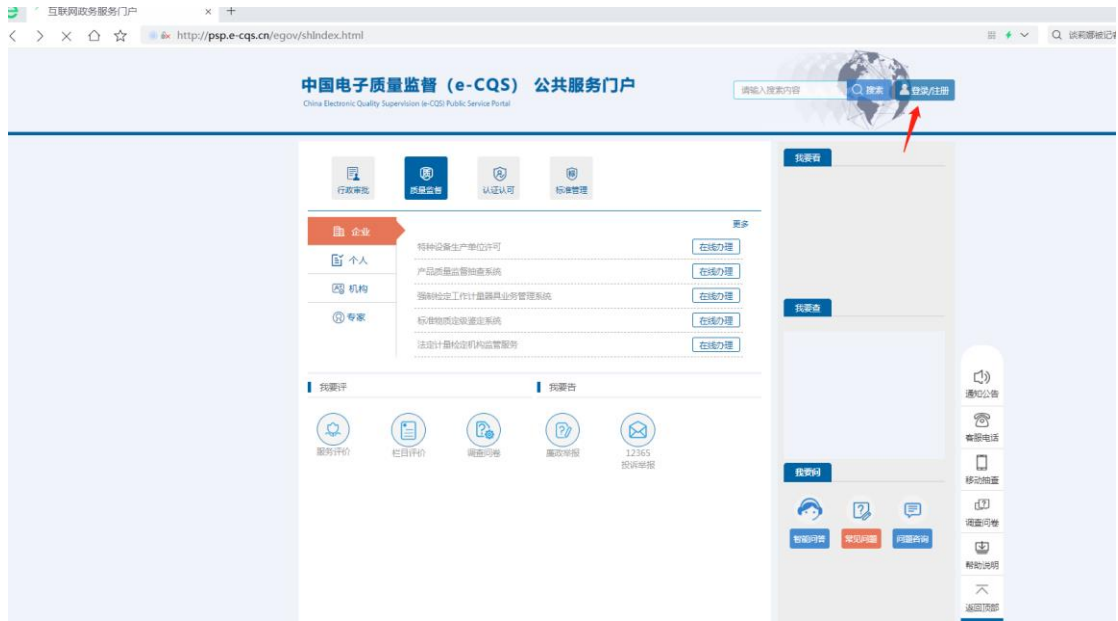 互联网政务服务门户
http://psp.e-cqs.cn/egov/shIndex.html
中国电子质量监督（e-CQS） 公共服务门户
China Electronic Quality Supervision (e-CQS) Public Service Portal
请输入搜索内容
搜索
登录/注册
行政审批
质量监督
认证认可
标准管理
我要看
更多
企业
个人
机构
专家
特种设备生产单位许可
在线办理
产品质量监督抽查系统
在线办理
强制检定工作计量器具业务管理系统
在线办理
标准物质定级鉴定系统
在线办理
法定计量检定机构监管服务
在线办理
我要查
我要评
我要告
服务评价
栏目评价
调查问卷
廉政举报
12365
投诉举报
我要问
智能问答
常见问题
问题咨询
通知公告
客服电话
移动抽查
调查问卷
帮助说明
返回顶部